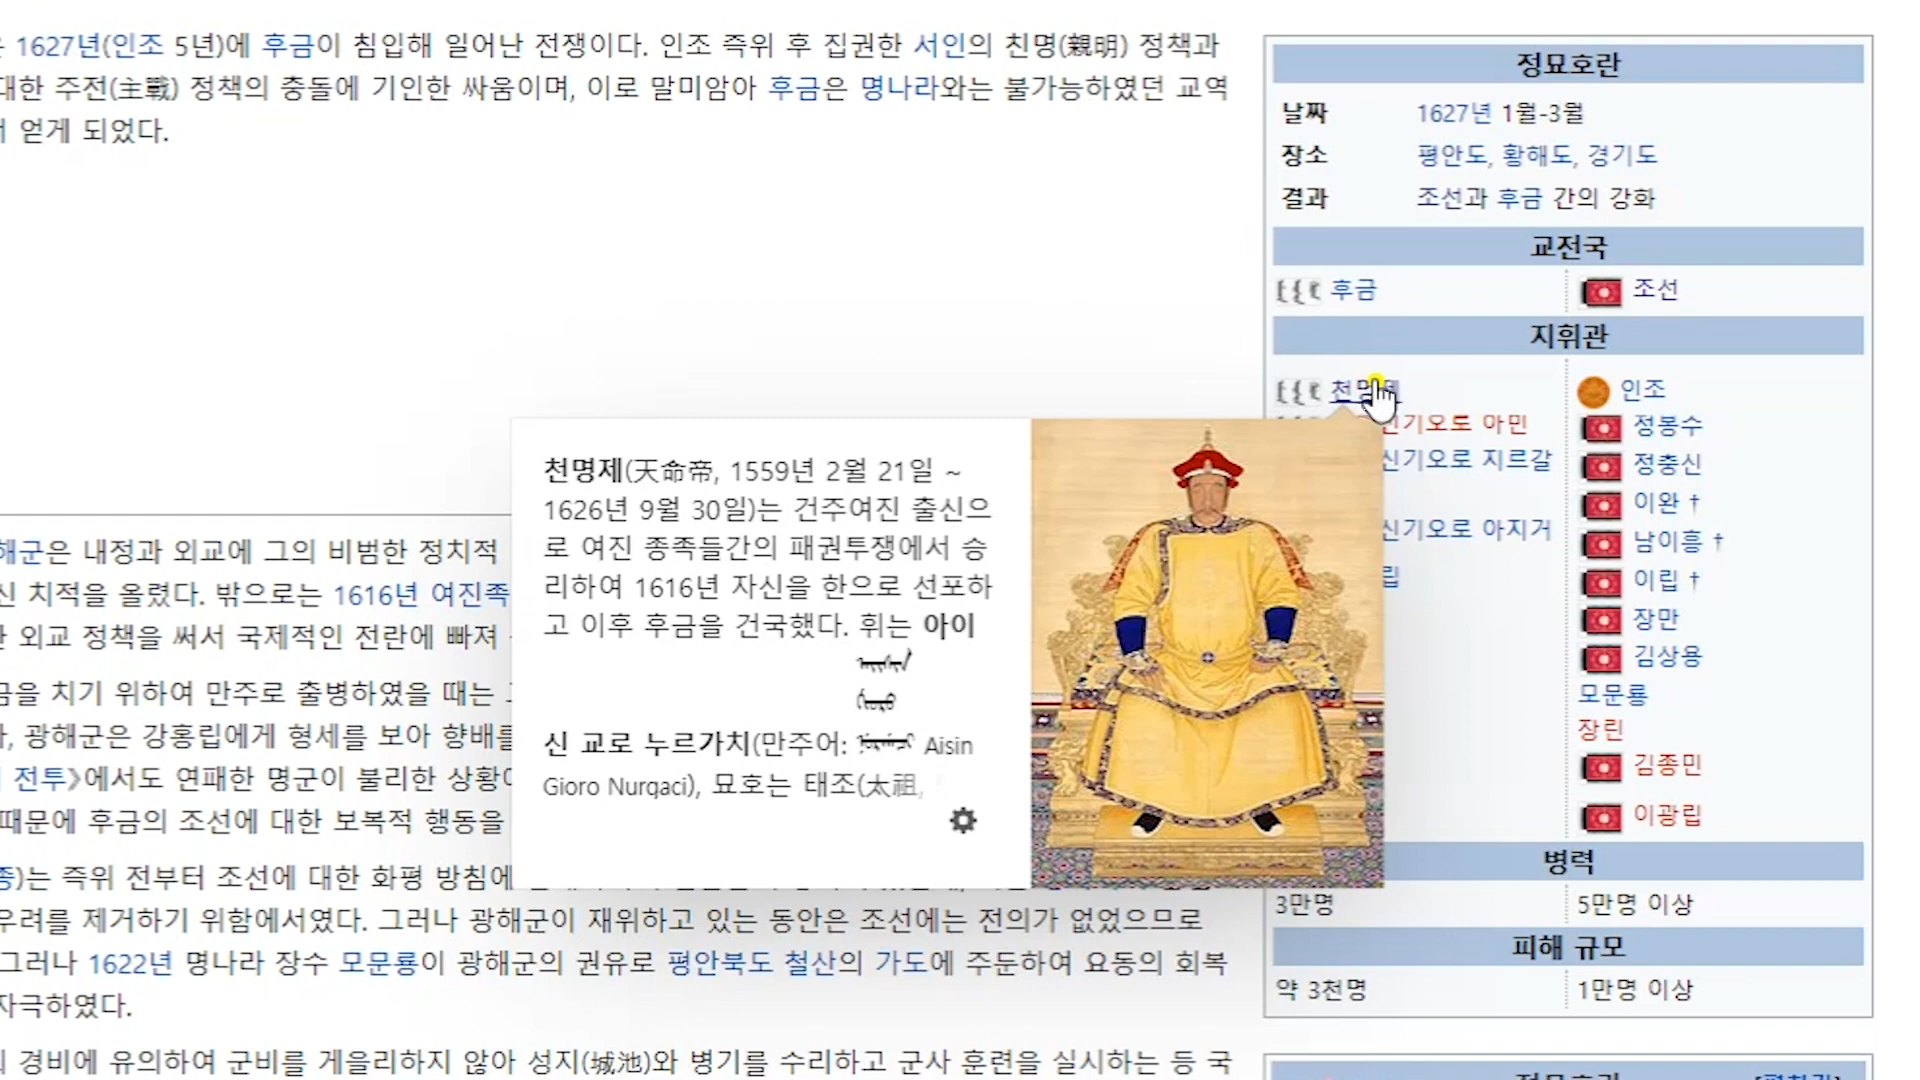 1627년(인조 5년)에 후금이 침입해 일어난 전쟁이다. 인조 즉위 후 집권한 서인의 친명(親明) 정책과
대한 주전(主戰) 정책의 충돌에 기인한 싸움이며, 이로 말미암아 후금은 명나라와는 불가능하였던 교역
얻게 되었다.
해군은 내정과 외교에 그의 비범한 정치적
치적을 올렸다. 밖으로는 1616년 여진족
외교 정책을 써서 국제적인 전란에 빠져
금을 치기 위하여 만주로 출병하였을 때는
광해군은 강홍립에게 형세를 보아 향배를
전투》에서도 연패한 명군이 불리한 상황
때문에 후금의 조선에 대한 보복적 행동을
종)는 즉위 전부터 조선에 대한 화평 방침에
우려를 제거하기 위함에서였다. 그러나 광해군이 재위하고 있는 동안은 조선에는 전의가 없었으므로
그러나 1622년 명나라 장수 모문룡이 광해군의 권유로 평안북도 철산의 가도에 주둔하여 요동의 회복
자극하였다.
경비에 유의하여 군비를 게을리하지 않아 성지(城池)와 병기를 수리하고 군사 훈련을 실시하는 등 국
천명제(天命帝, 1559년 2월 21일 ~
1626년 9월 30일)는 건주여진 출신으
로 여진 종족들간의 패권투쟁에서 승
리하여 1616년 자신을 한으로 선포하
고 이후 후금을 건국했다. 휘는 아이
신 교로 누르가치(만주어: Aisin
Gioro Nurgaci), 묘호는 태조(太祖,
정묘호란
날짜 1627년 1월-3월
장소 평안도, 황해도, 경기도
결과 조선과 후금 간의 강화
교전국
후금 조선
지휘관
천명제
신기오로 아민
신기오로 지르갈
신기오로 아지거
립
인조
정봉수
정충신
이완 †
남이흥 †
이립 †
장만
김상용
모문룡
장린
김종민
이광립
병력
3만명 5만명 이상
피해 규모
약 3천명 1만명 이상
정묘호란